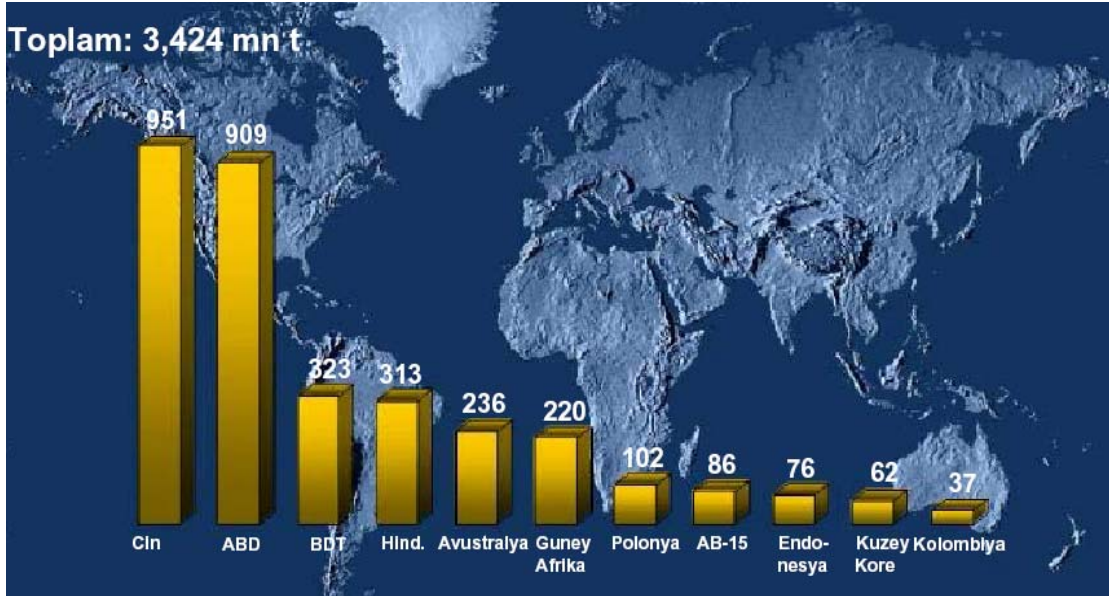 Toplam: 3,424 mn t
951
909
323
313
236
220
102
86
76
62
37
Cin
ABD
BDT
Hind.
Avustralya
Guney
Afrika
Polonya
AB-15
Endo-
nesya
Kuzey
Kore
Kolombiya